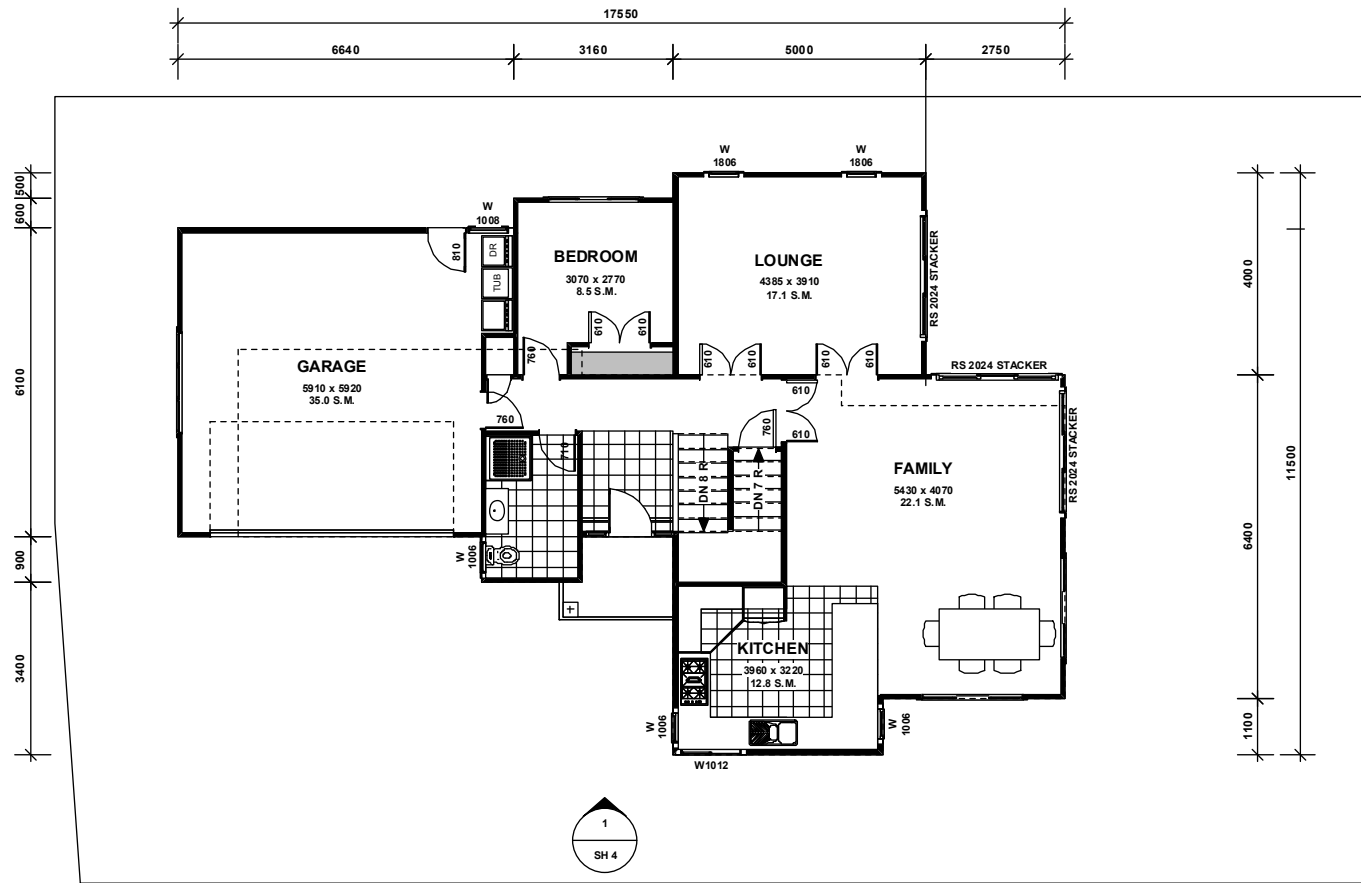 17550
6640
3160
5000
2750
500
600
6100
900
3400
4000
6400
1100
11500
W
1806
W
1806
W
1008
810
DR
TUB
BEDROOM
3070 x 2770
8.5 S.M.
610
610
760
LOUNGE
4385 x 3910
17.1 S.M.
RS 2024 STACKER
610
610
610
610
RS 2024 STACKER
GARAGE
5910 x 5920
35.0 S.M.
760
710
610
610
760
DN 8 R
DN 7 R
FAMILY
5430 x 4070
22.1 S.M.
RS 2024 STACKER
W
1006
KITCHEN
3960 x 3220
12.8 S.M.
W
1006
W
1006
W1012
1
SH 4